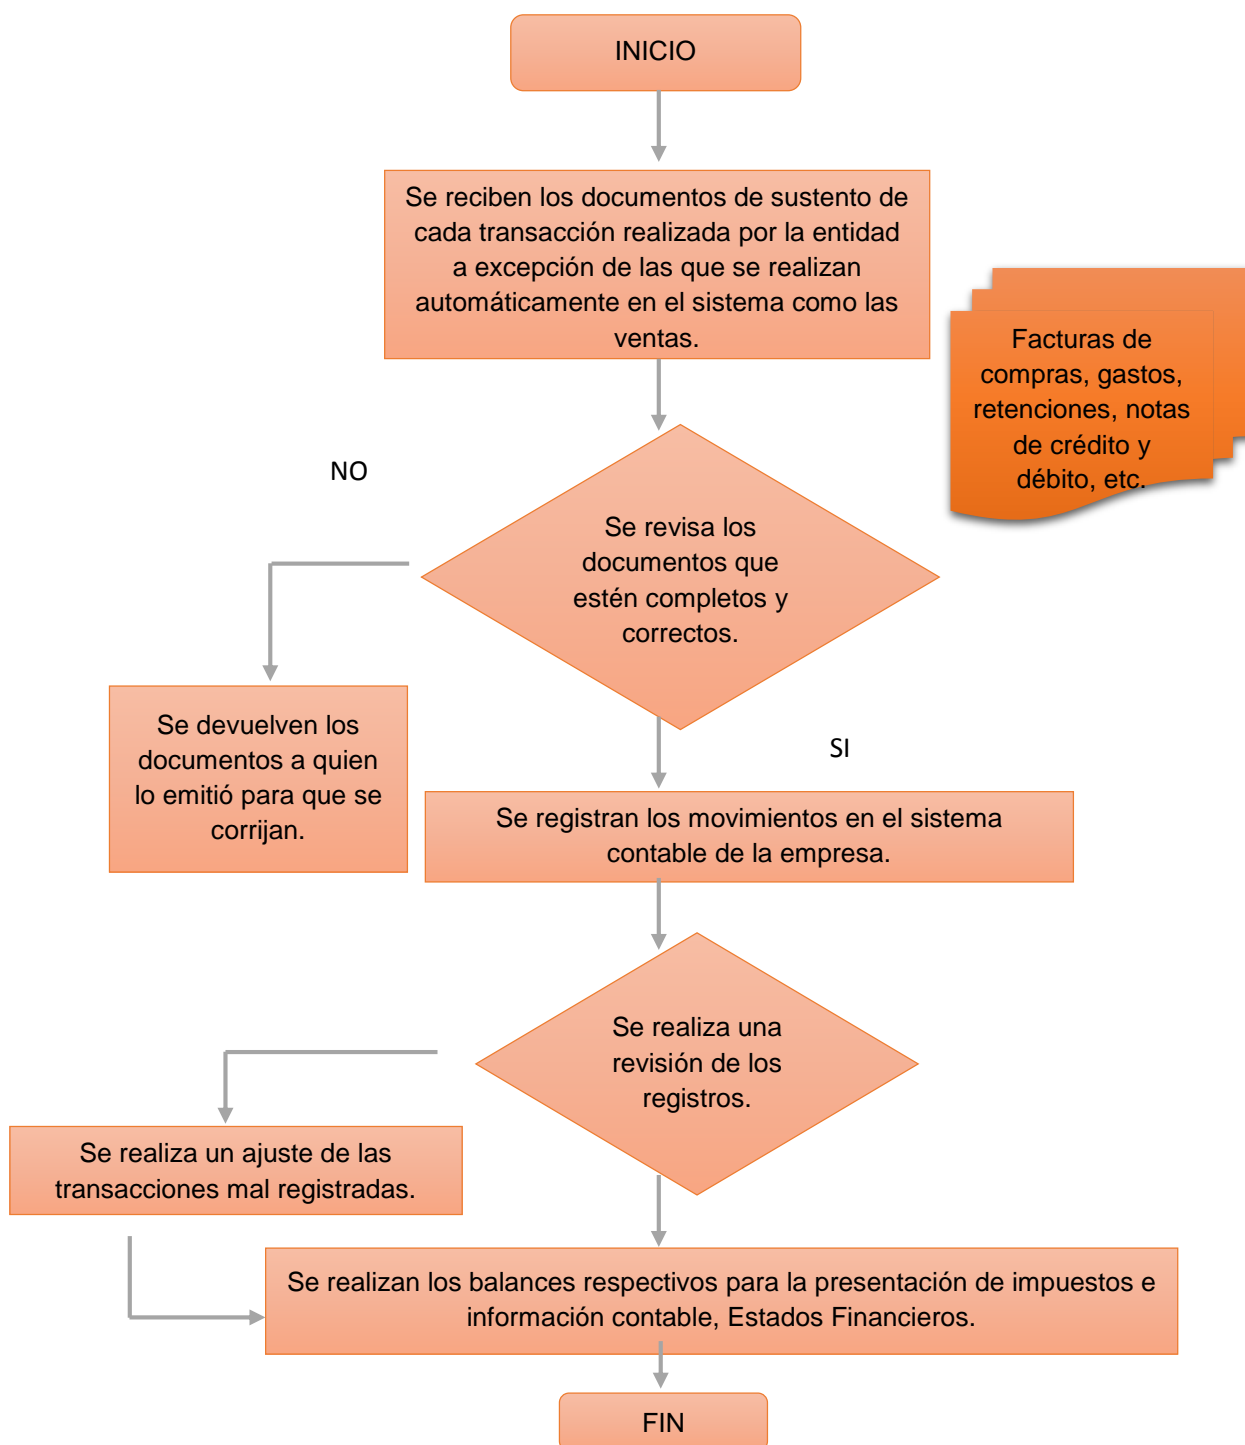 INICIO
Se reciben los documentos de sustento de
cada transacción realizada por la entidad
a excepción de las que se realizan
automáticamente en el sistema como las
ventas.
Facturas de
compras, gastos,
retenciones, notas
de crédito y
débito, etc.
NO
Se revisa los
documentos que
estén completos y
correctos.
Se devuelven los
documentos a quien
lo emitió para que se
corrijan.
SI
Se registran los movimientos en el sistema
contable de la empresa.
Se realiza una
revisión de los
registros.
Se realiza un ajuste de las
transacciones mal registradas.
Se realizan los balances respectivos para la presentación de impuestos e
información contable, Estados Financieros.
FIN